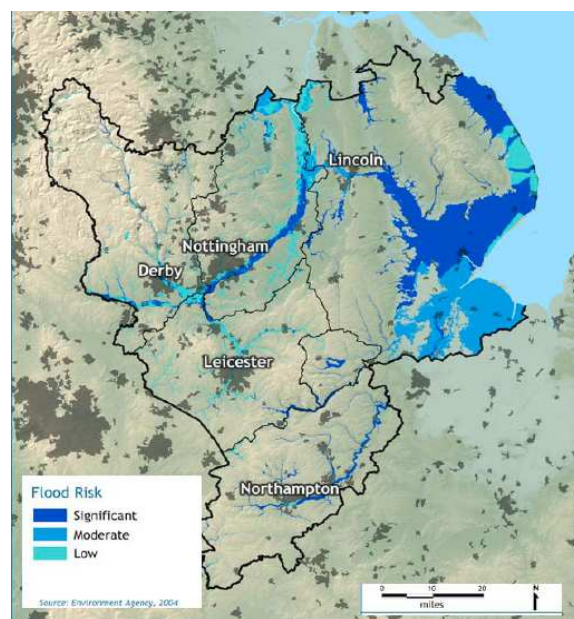 Lincoln
Nottingham
Derby
Leicester
Northampton
Flood Risk
Significant
Moderate
Low
Source: Environment Agency, 2004
0 10 20
miles
N